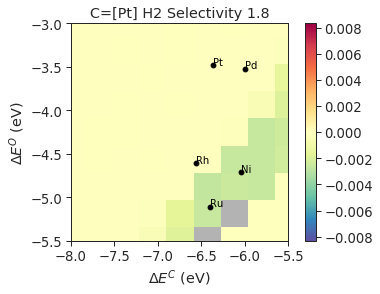 C=[Pt] H2 Selectivity 1.8
−3.0
−3.5
−4.0
−4.5
−5.0
−5.5
ΔE^O (eV)
Pt
Pd
Rh
Ni
Ru
−8.0 −7.5 −7.0 −6.5 −6.0 −5.5
ΔE^C (eV)
0.008
0.006
0.004
0.002
0.000
−0.002
−0.004
−0.006
−0.008